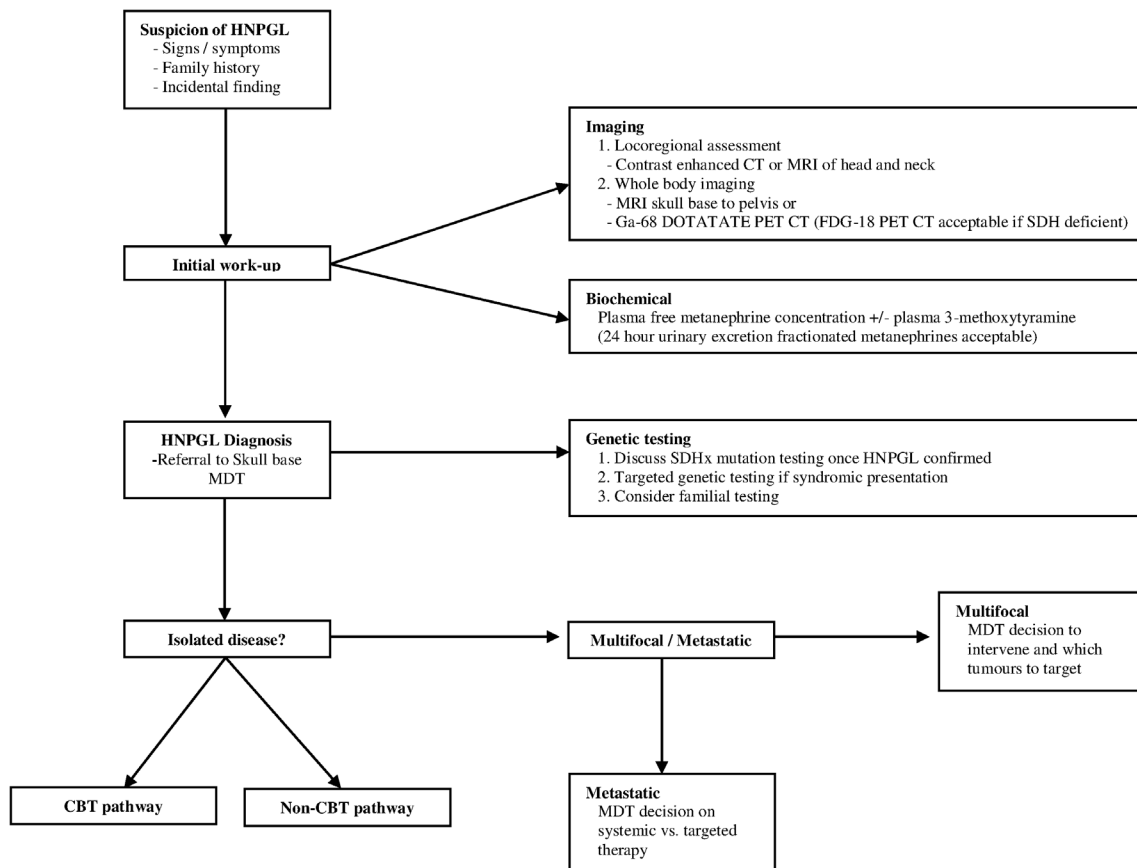 Suspicion of HNPGL
- Signs / symptoms
- Family history
- Incidental finding
Imaging
1. Locoregional assessment
- Contrast enhanced CT or MRI of head and neck
2. Whole body imaging
- MRI skull base to pelvis or
- Ga-68 DOTATATE PET CT (FDG-18 PET CT acceptable if SDH deficient)
Initial work-up
Biochemical
Plasma free metanephrine concentration +/- plasma 3-methoxytyramine
(24 hour urinary excretion fractionated metanephrines acceptable)
HNPGL Diagnosis
-Referral to Skull base
MDT
Genetic testing
1. Discuss SDHx mutation testing once HNPGL confirmed
2. Targeted genetic testing if syndromic presentation
3. Consider familial testing
Isolated disease?
Multifocal / Metastatic
Multifocal
MDT decision to
intervene and which
tumours to target
CBT pathway
Non-CBT pathway
Metastatic
MDT decision on
systemic vs. targeted
therapy